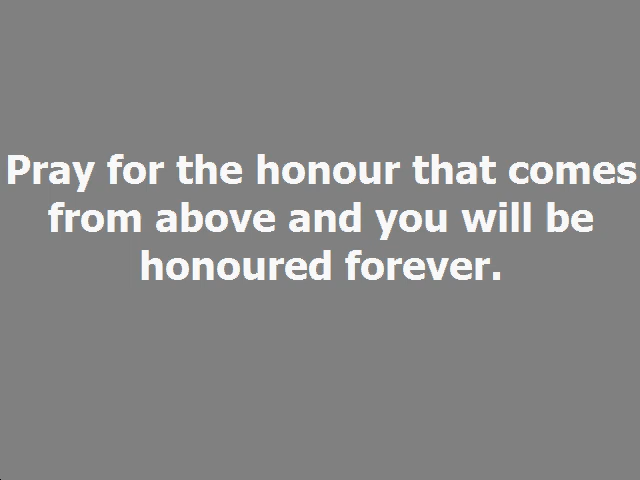 Pray for the honour that comes
from above and you will be
honoured forever.